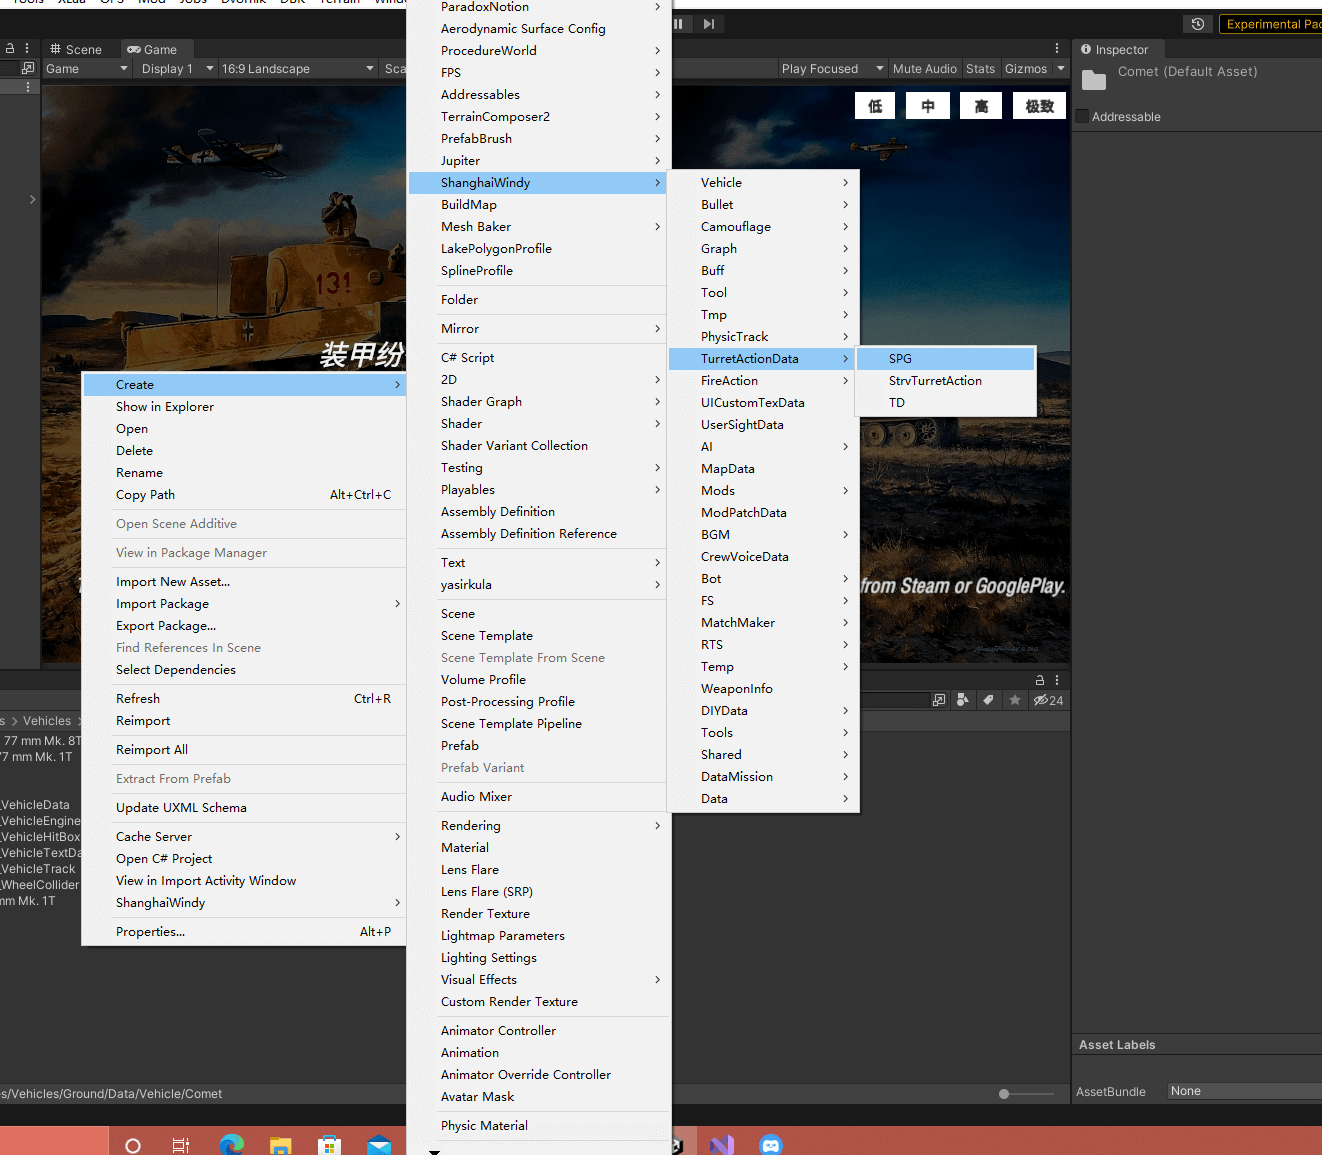 Tools XLua GPS Mod Jobs Dvornik DBK Terrain Window
Experimental Pac
Scene
Game
Inspector
Game
Display 1
16:9 Landscape
Sca
Play Focused
Mute Audio
Stats
Gizmos
Comet (Default Asset)
Addressable
低
中
高
极致
131
装甲纷
from Steam or GooglePlay.
Create
Show in Explorer
Open
Delete
Rename
Copy Path Alt+Ctrl+C
Open Scene Additive
View in Package Manager
Import New Asset...
Import Package
Export Package...
Find References In Scene
Select Dependencies
Refresh Ctrl+R
Reimport
Reimport All
Extract From Prefab
Update UXML Schema
Cache Server
Open C# Project
View in Import Activity Window
ShanghaiWindy
Properties... Alt+P
ParadoxNotion
Aerodynamic Surface Config
ProcedureWorld
FPS
Addressables
TerrainComposer2
PrefabBrush
Jupiter
ShanghaiWindy
BuildMap
Mesh Baker
LakePolygonProfile
SplineProfile
Folder
Mirror
C# Script
2D
Shader Graph
Shader
Shader Variant Collection
Testing
Playables
Assembly Definition
Assembly Definition Reference
Text
yasirkula
Scene
Scene Template
Scene Template From Scene
Volume Profile
Post-Processing Profile
Scene Template Pipeline
Prefab
Prefab Variant
Audio Mixer
Rendering
Material
Lens Flare
Lens Flare (SRP)
Render Texture
Lightmap Parameters
Lighting Settings
Visual Effects
Custom Render Texture
Animator Controller
Animation
Animator Override Controller
Avatar Mask
Physic Material
Vehicle
Bullet
Camouflage
Graph
Buff
Tool
Tmp
PhysicTrack
TurretActionData
FireAction
UICustomTexData
UserSightData
AI
MapData
Mods
ModPatchData
BGM
CrewVoiceData
Bot
FS
MatchMaker
RTS
Temp
WeaponInfo
DIYData
Tools
Shared
DataMission
Data
SPG
StrvTurretAction
TD
24
s > Vehicles >
77 mm Mk. 8T
77 mm Mk. 1T
_VehicleData
_VehicleEngine
_VehicleHitBox
_VehicleTextDa
_VehicleTrack
_WheelCollider
mm Mk. 1T
s/Vehicles/Ground/Data/Vehicle/Comet
Asset Labels
AssetBundle
None